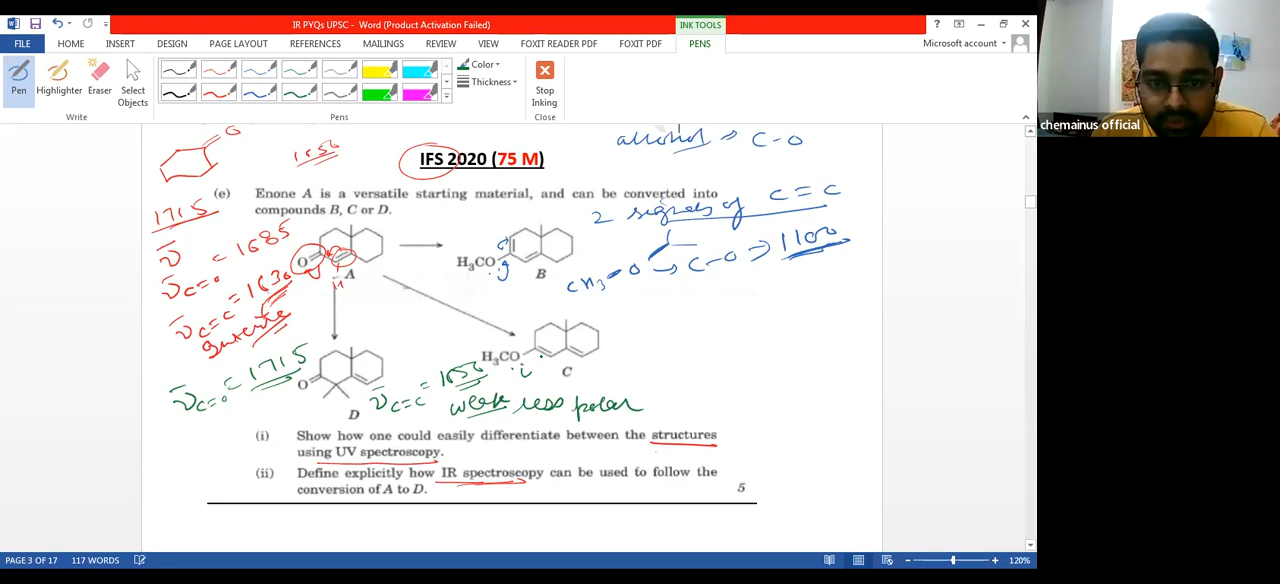 IR PYQs UPSC - Word (Product Activation Failed)
INK TOOLS
FILE HOME INSERT DESIGN PAGE LAYOUT REFERENCES MAILINGS REVIEW VIEW FOXIT READER PDF FOXIT PDF PENS
Microsoft account
Pen Highlighter Eraser Select Objects
Color
Thickness
Stop Inking
Write Pens Close
chemainus official
alcohol → C-O
O
1650
IFS 2020 (75 M)
(e) Enone A is a versatile starting material, and can be converted into
compounds B, C or D.
2 signals of C=C
1715
ν̄
ν̄ C=O = 1685
ν̄ C=C = 1630
O
A
H
H₃CO
B
CH₃-O → C-O ⇒ 1100
H₃CO
C
ν̄ C=O = 1715
O
D
ν̄ C=C = 1650
weak less polar
(i) Show how one could easily differentiate between the structures
using UV spectroscopy.
(ii) Define explicitly how IR spectroscopy can be used to follow the
conversion of A to D.
5
PAGE 3 OF 17 117 WORDS
120%